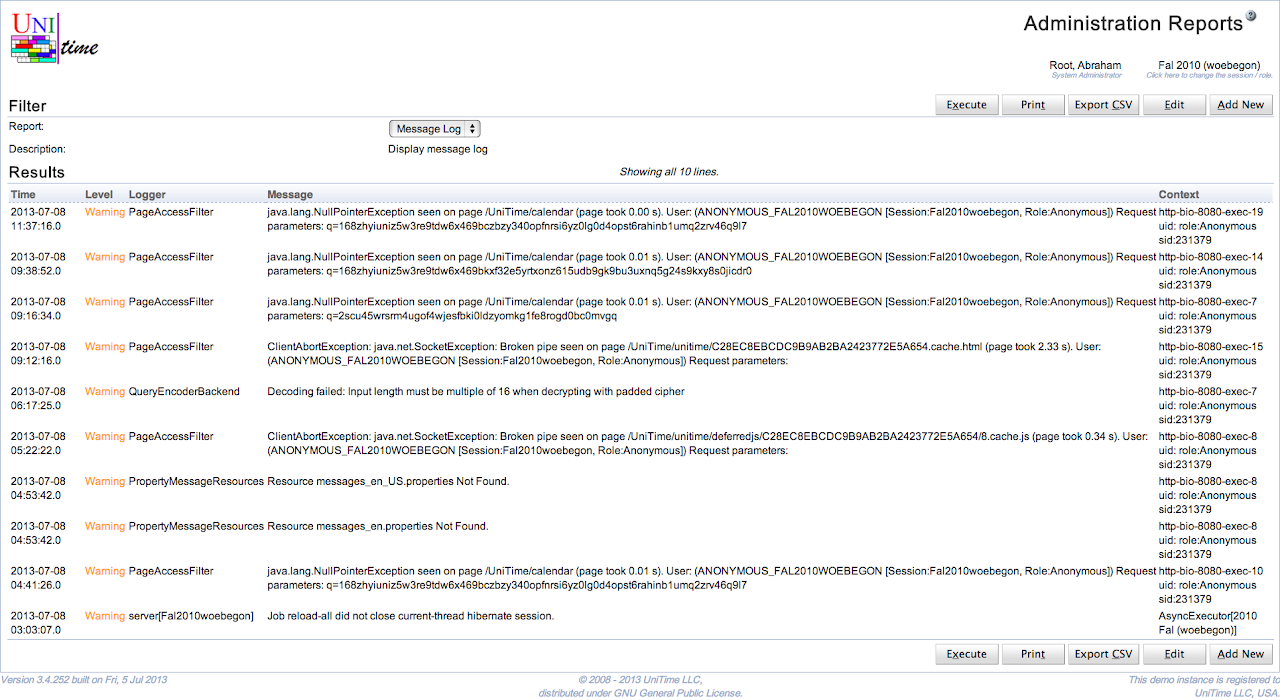 UNI
time
Administration Reports
Root, Abraham Fal 2010 (woebegon)
System Administrator Click here to change the session / role.
Filter Execute Print Export CSV Edit Add New
Report: Message Log
Description: Display message log
Results Showing all 10 lines.
Time Level Logger Message Context
2013-07-08 Warning PageAccessFilter java.lang.NullPointerException seen on page /UniTime/calendar (page took 0.00 s). User: (ANONYMOUS_FAL2010WOEBEGON [Session:Fal2010woebegon, Role:Anonymous]) Request http-bio-8080-exec-19
11:37:16.0 parameters: q=168zhyiuniz5w3re9tdw6x469bczbzy340opfnrsi6yz0lg0d4opst6rahinb1umq2zrv46q9l7 uid: role:Anonymous
sid:231379
2013-07-08 Warning PageAccessFilter java.lang.NullPointerException seen on page /UniTime/calendar (page took 0.01 s). User: (ANONYMOUS_FAL2010WOEBEGON [Session:Fal2010woebegon, Role:Anonymous]) Request http-bio-8080-exec-14
09:38:52.0 parameters: q=168zhyiuniz5w3re9tdw6x469bkxf32e5yrtxonz615udb9gk9bu3uxnq5g24s9kxy8s0jicdr0 uid: role:Anonymous
sid:231379
2013-07-08 Warning PageAccessFilter java.lang.NullPointerException seen on page /UniTime/calendar (page took 0.01 s). User: (ANONYMOUS_FAL2010WOEBEGON [Session:Fal2010woebegon, Role:Anonymous]) Request http-bio-8080-exec-7
09:16:34.0 parameters: q=2scu45wrsrm4ugof4wjesfbki0ldzyomkg1fe8rogd0bc0mvgq uid: role:Anonymous
sid:231379
2013-07-08 Warning PageAccessFilter ClientAbortException: java.net.SocketException: Broken pipe seen on page /UniTime/unitime/C28EC8EBCDC9B9AB2BA2423772E5A654.cache.html (page took 2.33 s). User: http-bio-8080-exec-15
09:12:16.0 (ANONYMOUS_FAL2010WOEBEGON [Session:Fal2010woebegon, Role:Anonymous]) Request parameters: uid: role:Anonymous
sid:231379
2013-07-08 Warning QueryEncoderBackend Decoding failed: Input length must be multiple of 16 when decrypting with padded cipher http-bio-8080-exec-7
06:17:25.0 uid: role:Anonymous
sid:231379
2013-07-08 Warning PageAccessFilter ClientAbortException: java.net.SocketException: Broken pipe seen on page /UniTime/unitime/deferredjs/C28EC8EBCDC9B9AB2BA2423772E5A654/8.cache.js (page took 0.34 s). User: http-bio-8080-exec-8
05:22:22.0 (ANONYMOUS_FAL2010WOEBEGON [Session:Fal2010woebegon, Role:Anonymous]) Request parameters: uid: role:Anonymous
sid:231379
2013-07-08 Warning PropertyMessageResources Resource messages_en_US.properties Not Found. http-bio-8080-exec-8
04:53:42.0 uid: role:Anonymous
sid:231379
2013-07-08 Warning PropertyMessageResources Resource messages_en.properties Not Found. http-bio-8080-exec-8
04:53:42.0 uid: role:Anonymous
sid:231379
2013-07-08 Warning PageAccessFilter java.lang.NullPointerException seen on page /UniTime/calendar (page took 0.01 s). User: (ANONYMOUS_FAL2010WOEBEGON [Session:Fal2010woebegon, Role:Anonymous]) Request http-bio-8080-exec-10
04:41:26.0 parameters: q=168zhyiuniz5w3re9tdw6x469bczbzy340opfnrsi6yz0lg0d4opst6rahinb1umq2zrv46q9l7 uid: role:Anonymous
sid:231379
2013-07-08 Warning server[Fal2010woebegon] Job reload-all did not close current-thread hibernate session. AsyncExecutor[2010
03:03:07.0 Fal (woebegon)]
Execute Print Export CSV Edit Add New
Version 3.4.252 built on Fri, 5 Jul 2013 © 2008 - 2013 UniTime LLC, This demo instance is registered to
distributed under GNU General Public License. UniTime LLC, USA